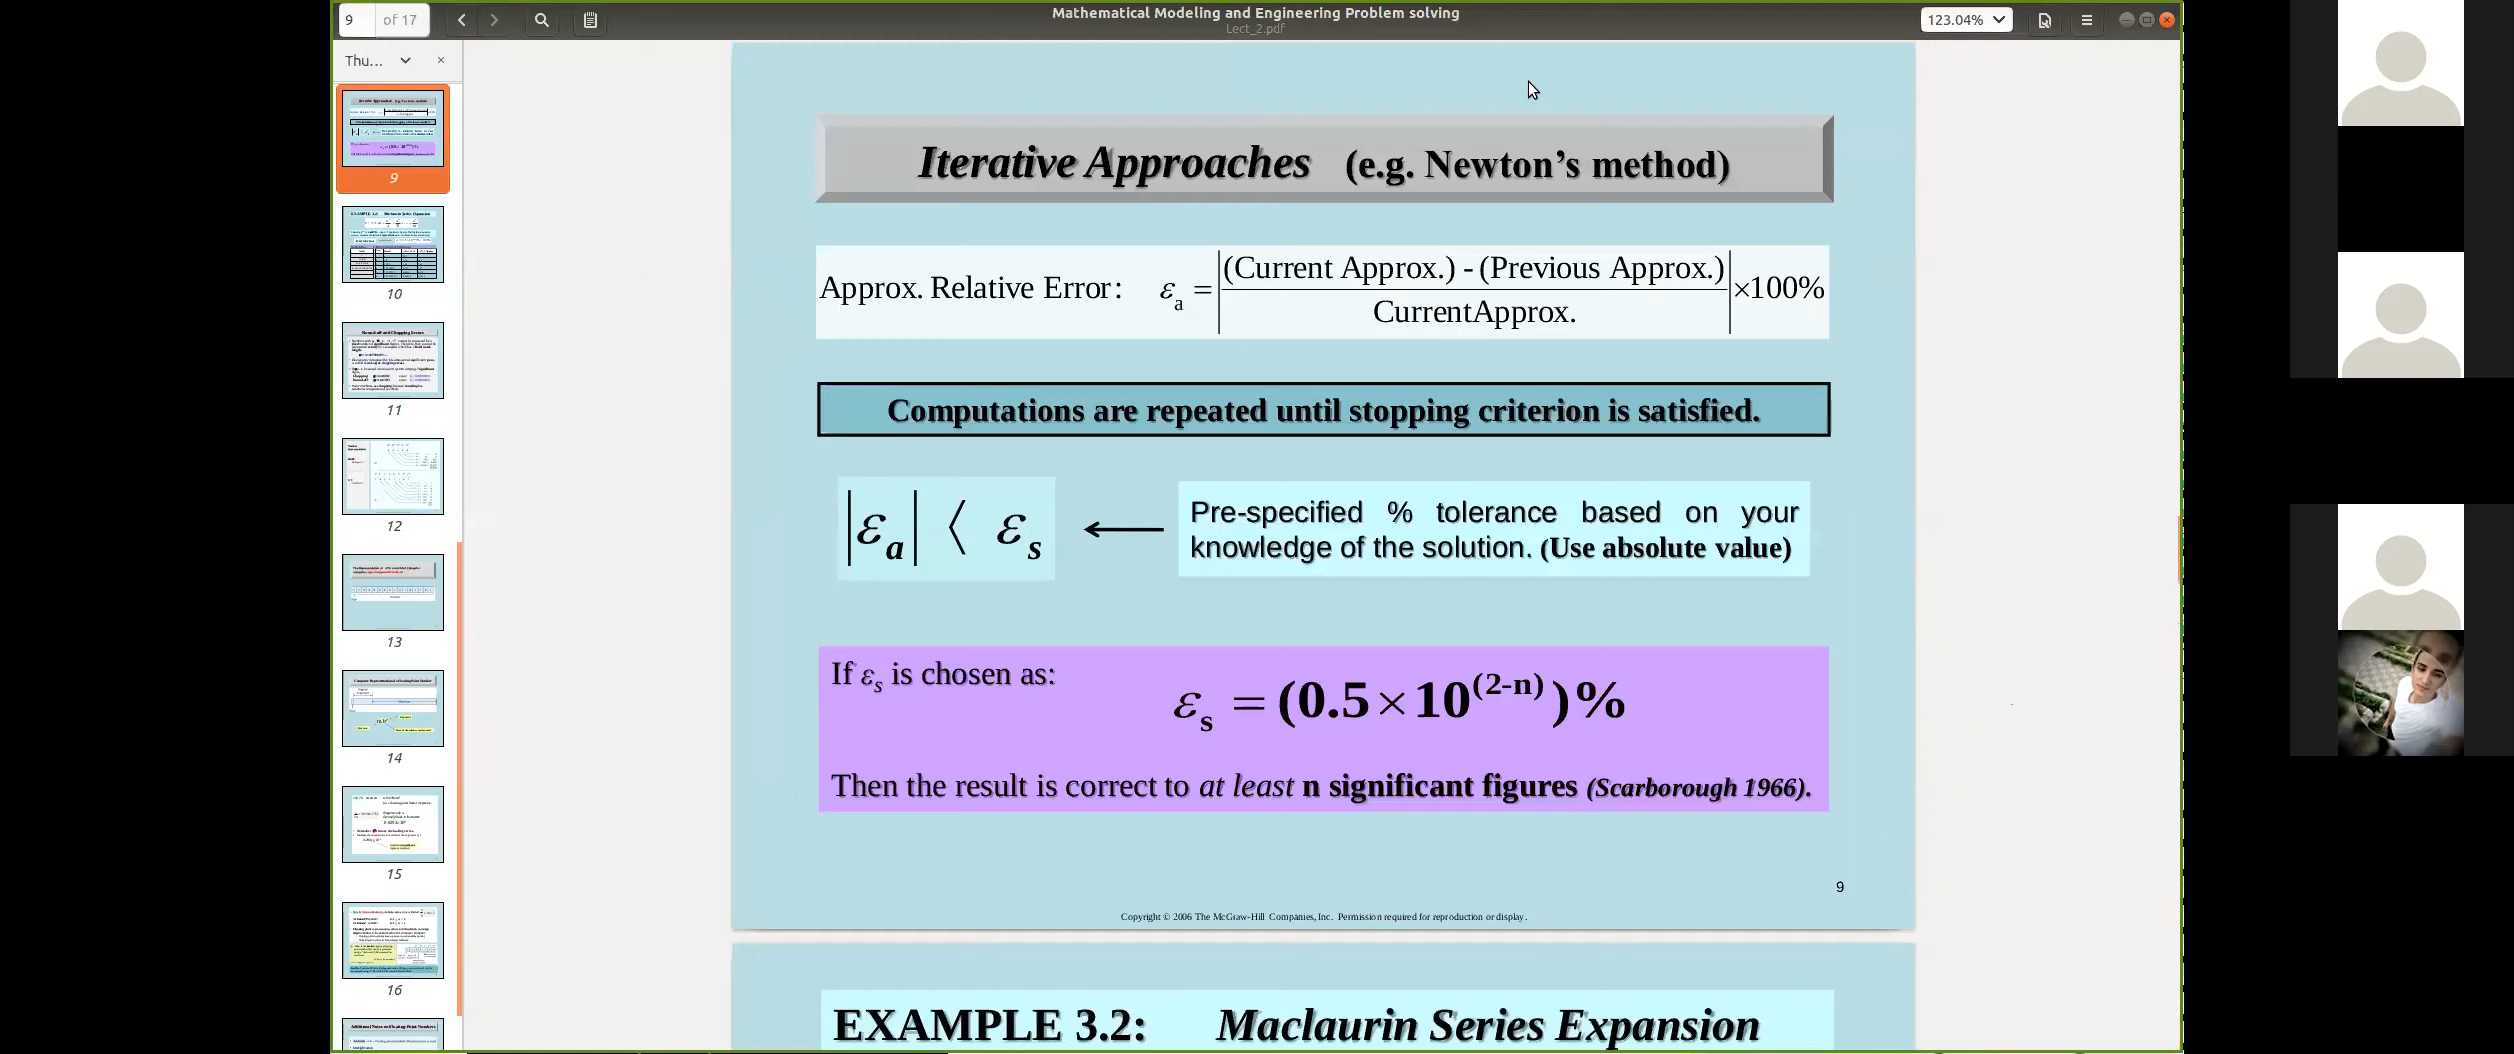 9 of 17
Mathematical Modeling and Engineering Problem solving
Lect_2.pdf
123.04%
Thu...
9
10
11
12
13
14
15
16
Iterative Approaches (e.g. Newton's method)
Approx. Relative Error: ε_a = |((Current Approx.) - (Previous Approx.)) / CurrentApprox.| ×100%
Computations are repeated until stopping criterion is satisfied.
|ε_a| 〈 ε_s
Pre-specified % tolerance based on your
knowledge of the solution. (Use absolute value)
If ε_s is chosen as:
ε_s = (0.5×10^(2-n))%
Then the result is correct to at least n significant figures (Scarborough 1966).
9
Copyright © 2006 The McGraw-Hill Companies, Inc. Permission required for reproduction or display.
EXAMPLE 3.2: Maclaurin Series Expansion